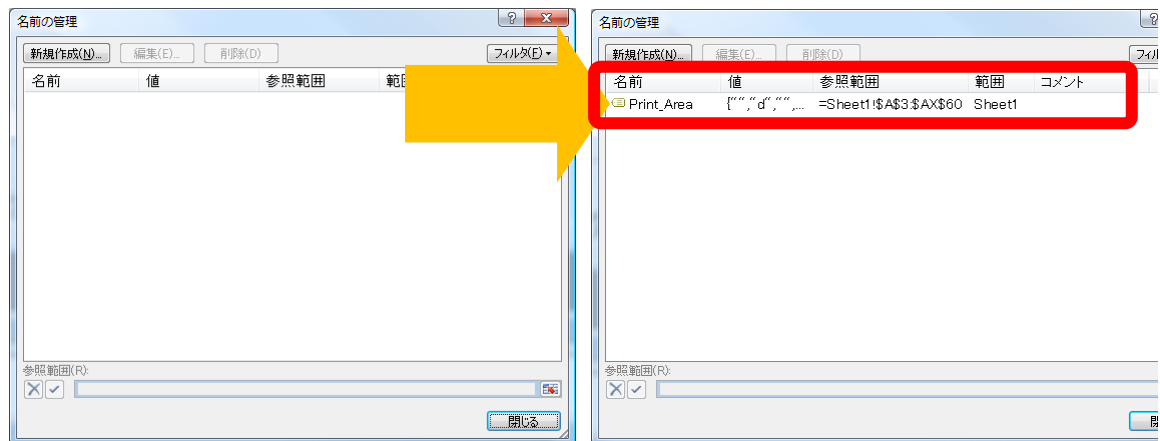 名前の管理
新規作成(N)... 編集(E)... 削除(D) フィルタ(F)
名前 値 参照範囲
参照範囲(R):
閉じる
名前の管理
新規作成(N)... 編集(E)... 削除(D)
名前 値 参照範囲 範囲 コメント
Print_Area {"","d","",... =Sheet1!$A$3:$AX$60 Sheet1
参照範囲(R):